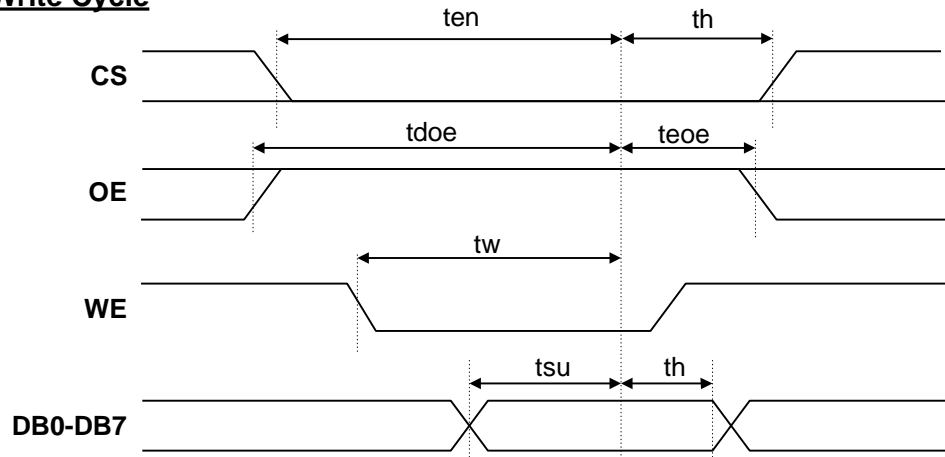 Write Cycle
ten th
CS
tdoe teoe
OE
tw
WE
tsu th
DB0-DB7